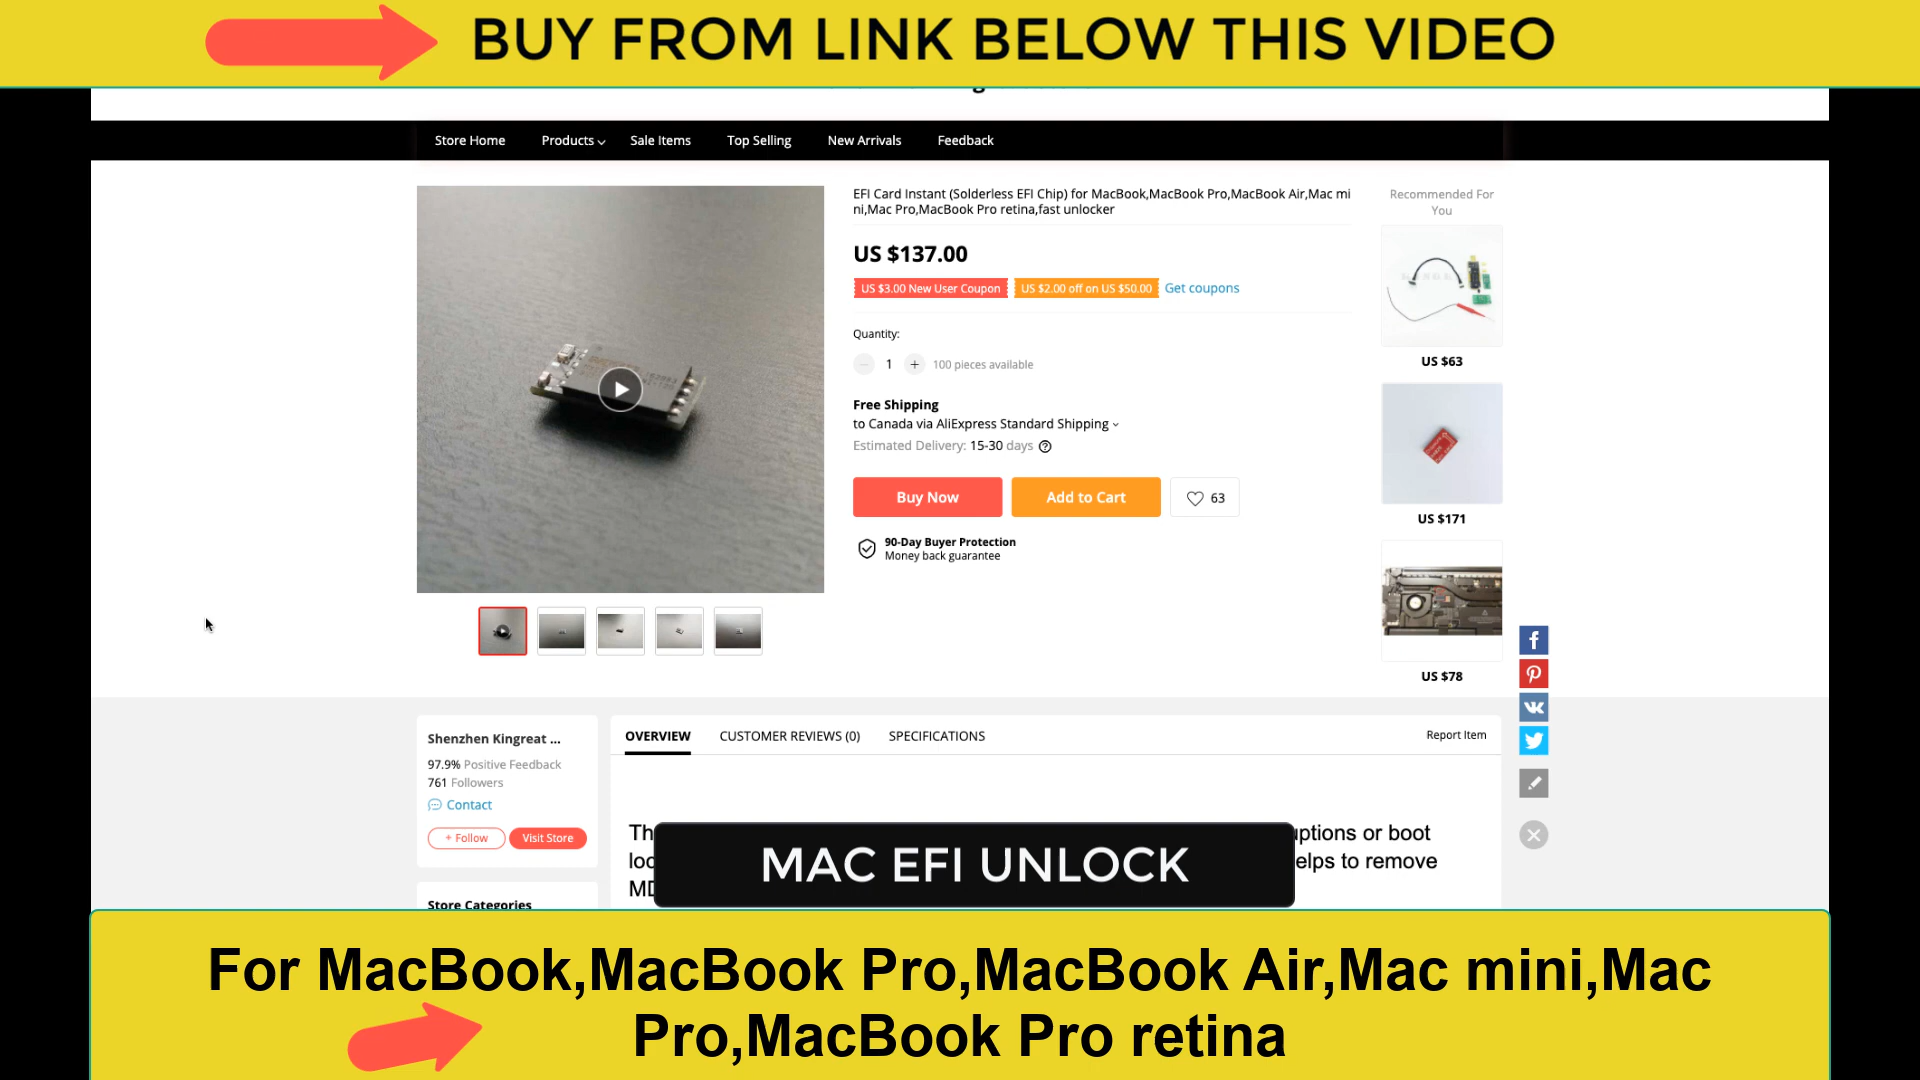 BUY FROM LINK BELOW THIS VIDEO
Store Home Products Sale Items Top Selling New Arrivals Feedback
EFI Card Instant (Solderless EFI Chip) for MacBook,MacBook Pro,MacBook Air,Mac mi
ni,Mac Pro,MacBook Pro retina,fast unlocker
US $137.00
US $3.00 New User Coupon US $2.00 off on US $50.00 Get coupons
Quantity:
1 100 pieces available
Free Shipping
to Canada via AliExpress Standard Shipping
Estimated Delivery: 15-30 days
Buy Now Add to Cart 63
90-Day Buyer Protection
Money back guarantee
Recommended For
You
US $63
US $171
US $78
Shenzhen Kingreat ...
97.9% Positive Feedback
761 Followers
Contact
+ Follow Visit Store
Store Categories
OVERVIEW CUSTOMER REVIEWS (0) SPECIFICATIONS Report Item
or boot
to remove
MAC EFI UNLOCK
For MacBook,MacBook Pro,MacBook Air,Mac mini,Mac
Pro,MacBook Pro retina